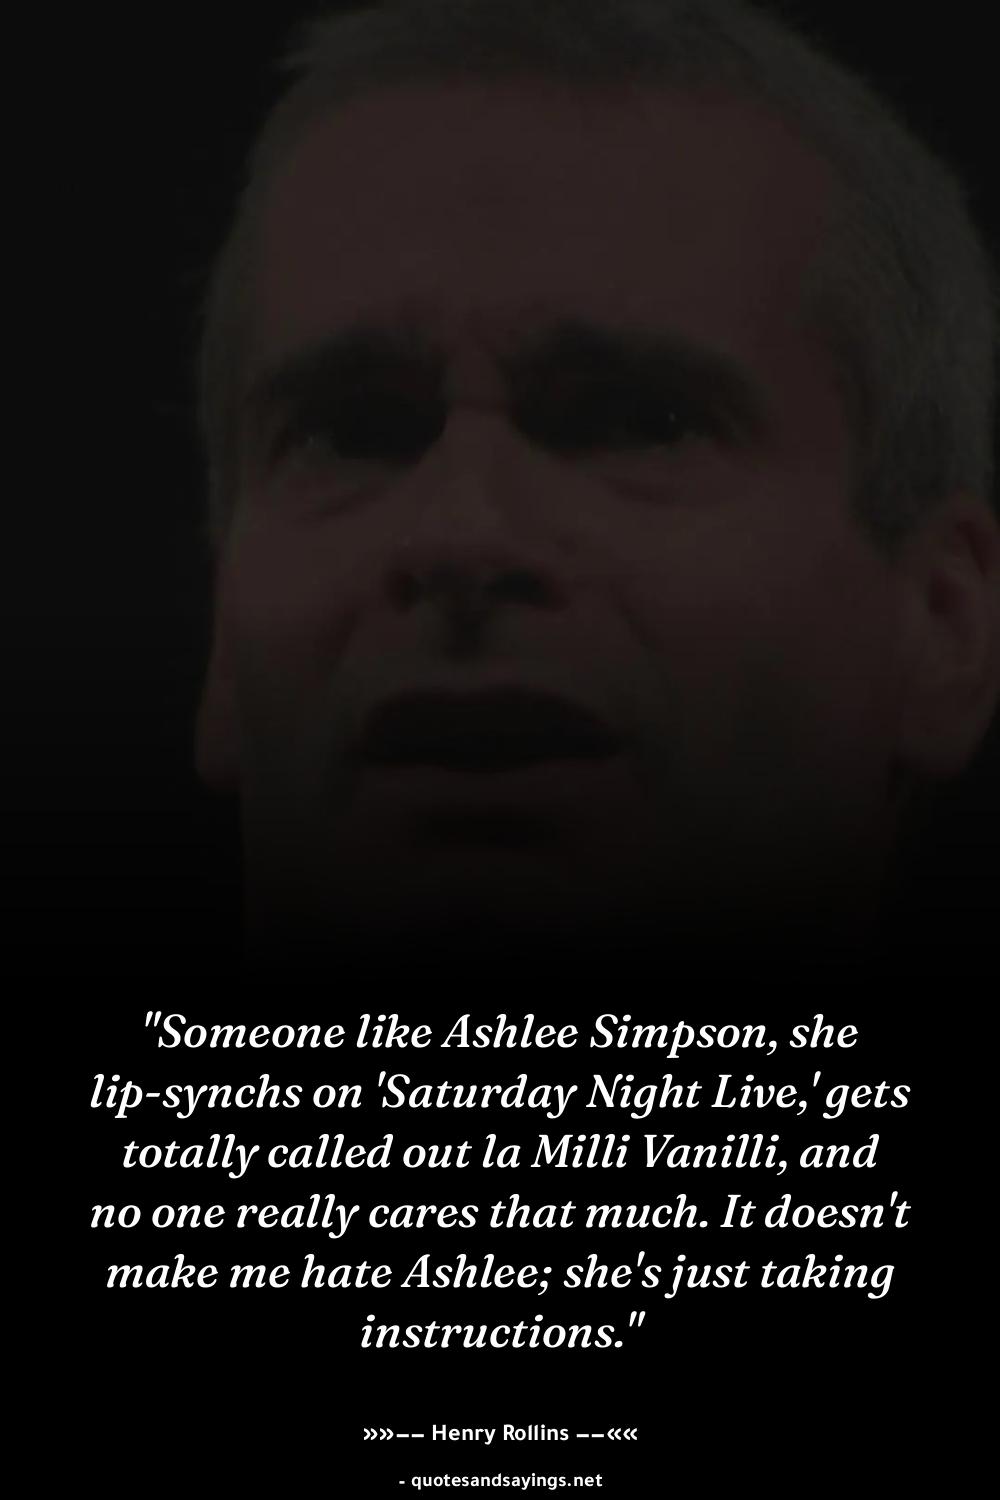 "Someone like Ashlee Simpson, she
lip-synchs on 'Saturday Night Live,' gets
totally called out la Milli Vanilli, and
no one really cares that much. It doesn't
make me hate Ashlee; she's just taking
instructions."
»»−− Henry Rollins −−««
- quotesandsayings.net